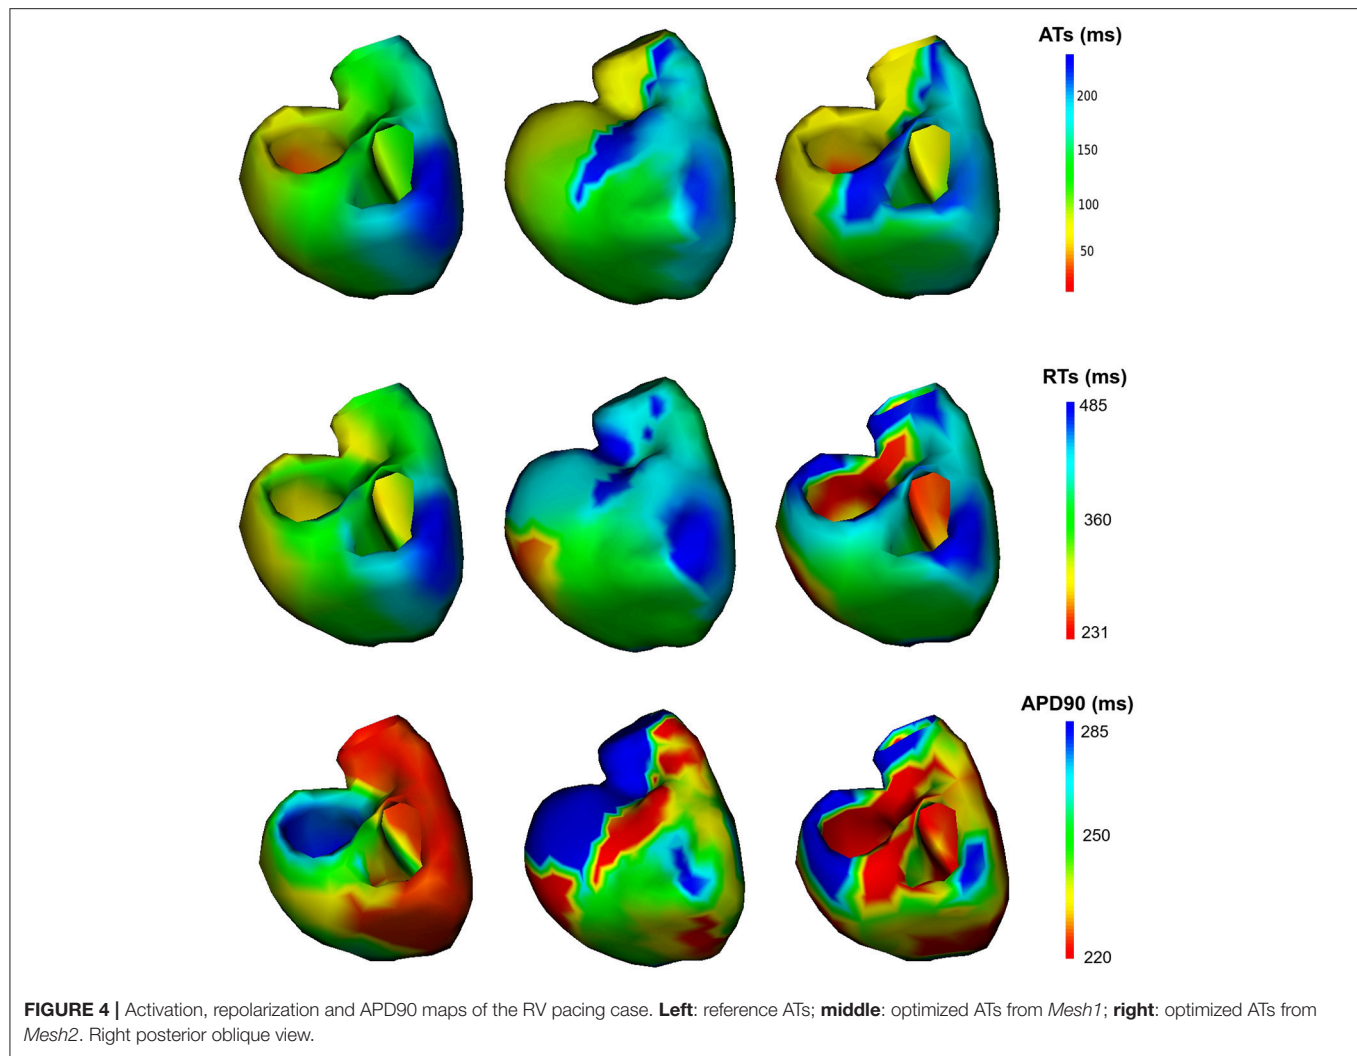 ATs (ms)
200
150
100
50
RTs (ms)
485
360
231
APD90 (ms)
285
250
220
FIGURE 4 | Activation, repolarization and APD90 maps of the RV pacing case. Left: reference ATs; middle: optimized ATs from Mesh1; right: optimized ATs from
Mesh2. Right posterior oblique view.